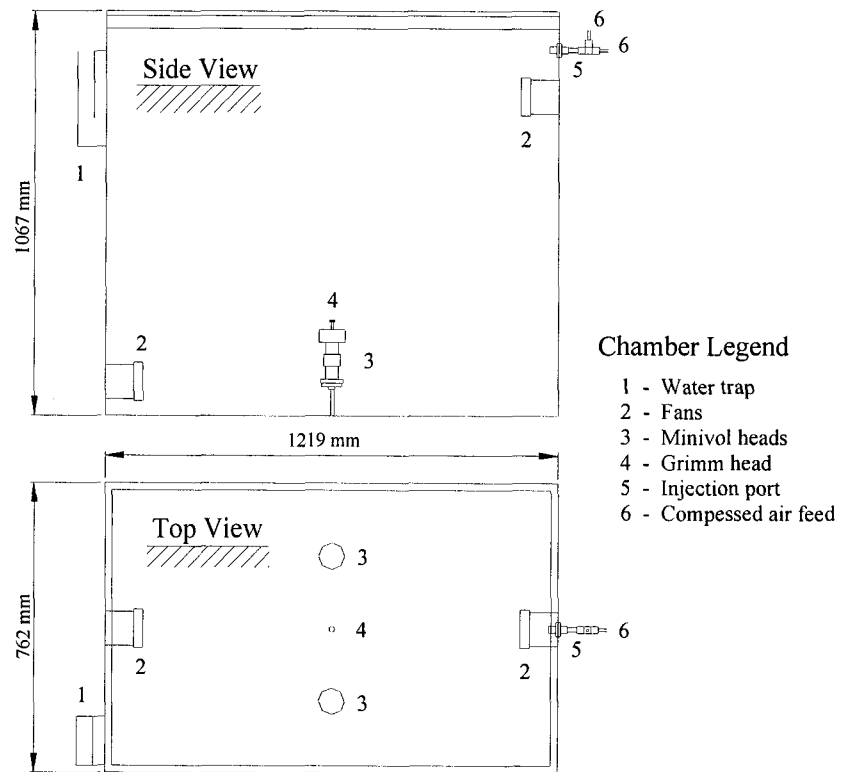 6
6
5
Side View
2
1
1067 mm
4
2
3
1219 mm
Chamber Legend
1 - Water trap
2 - Fans
3 - Minivol heads
4 - Grimm head
5 - Injection port
6 - Compessed air feed
Top View
3
762 mm
4
6
2
2
5
1
3